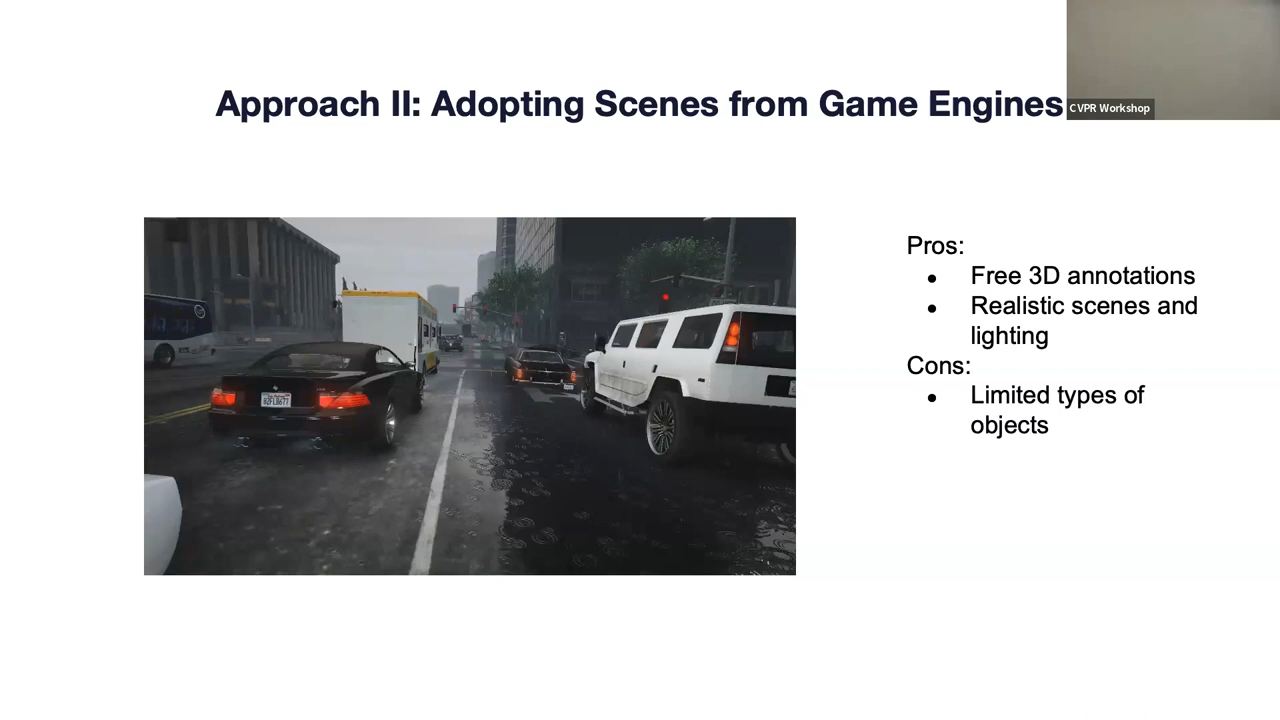 Approach II: Adopting Scenes from Game Engines
CVPR Workshop
Pros:
● Free 3D annotations
● Realistic scenes and
lighting
Cons:
● Limited types of
objects